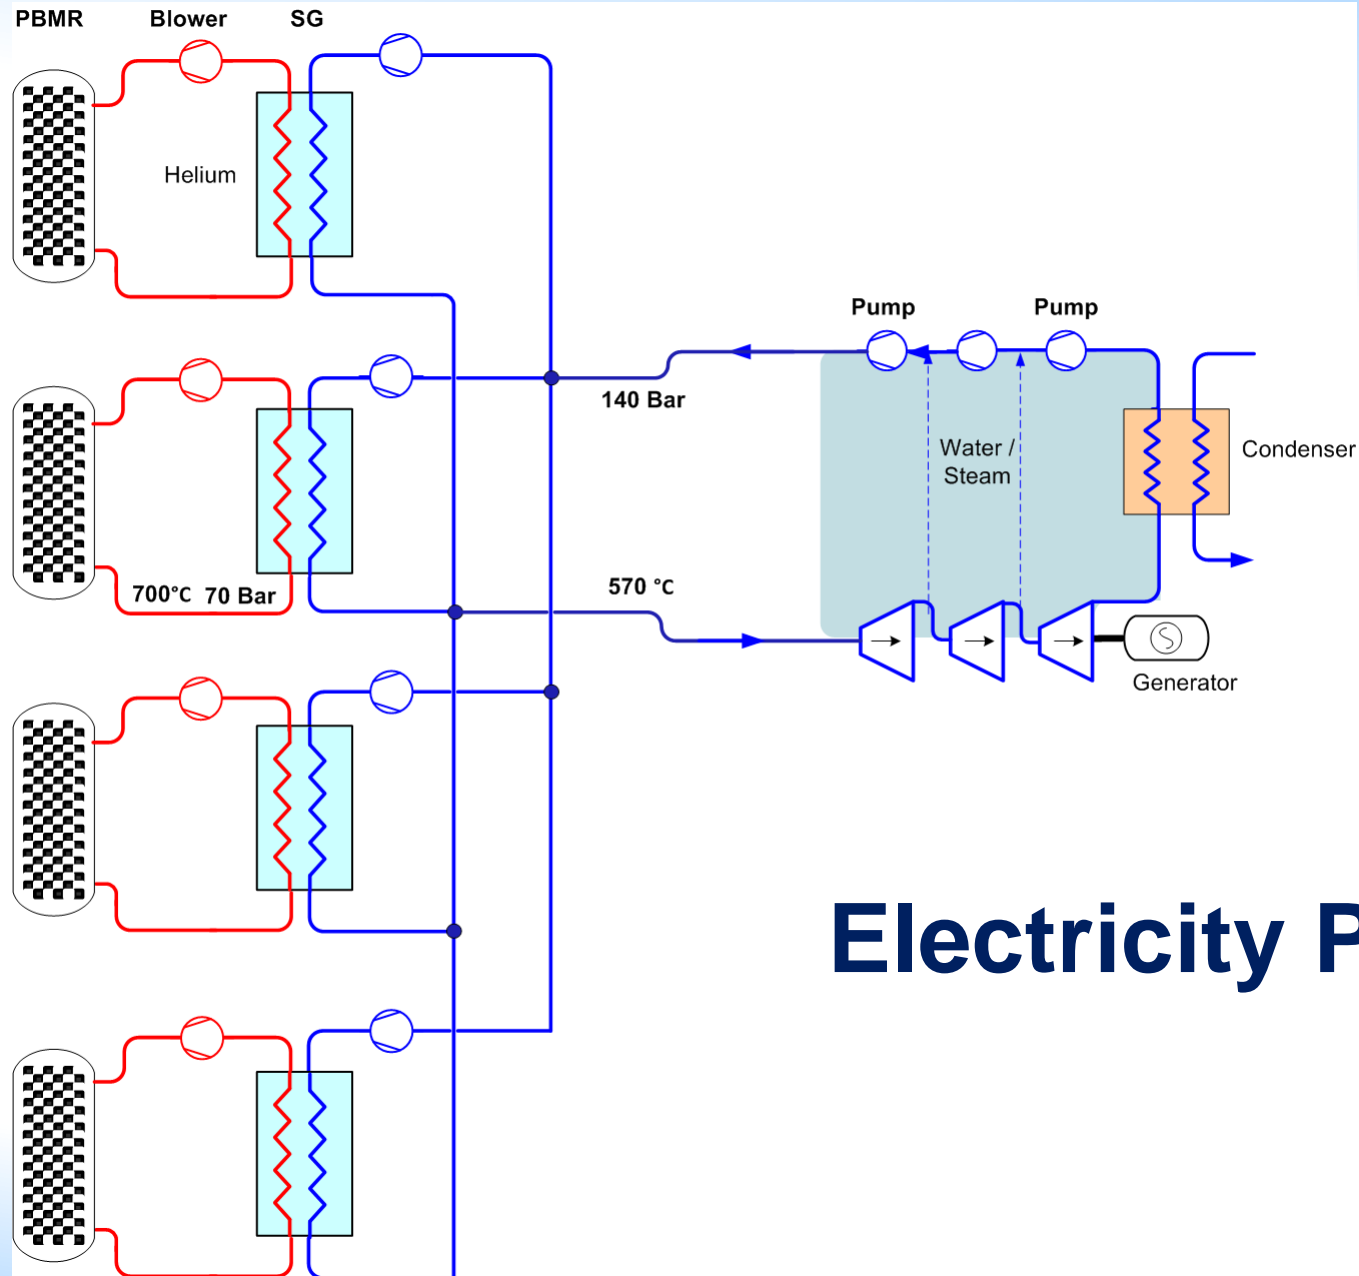 PBMR Blower SG
Helium
Pump Pump
140 Bar
Water /
Steam
Condenser
570 °C
700°C 70 Bar
Generator
Electricity P